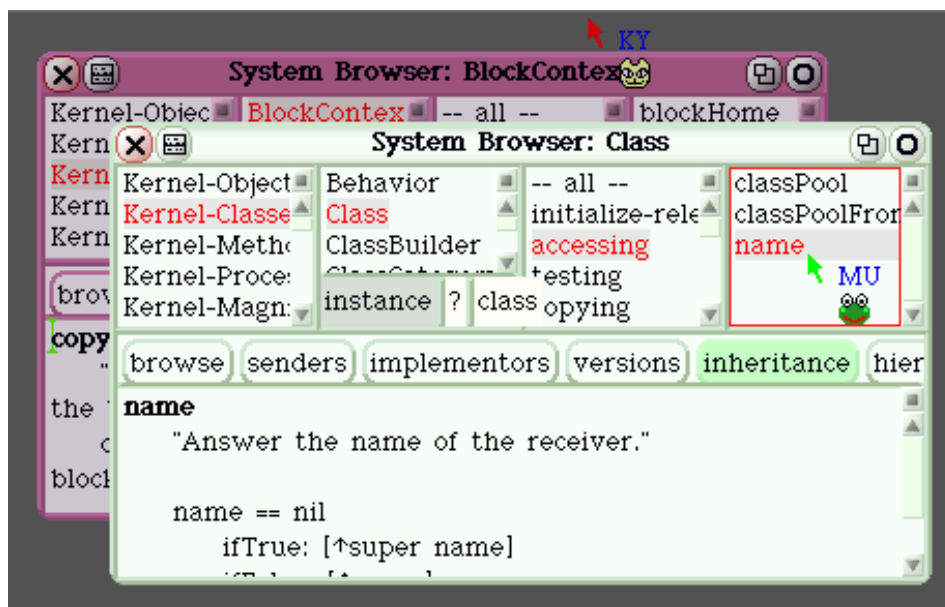 KY
System Browser: BlockContex
Kernel-Objec BlockContex -- all -- blockHome
Kern
Kern
Kern
Kern
brow
copy
"
the
block
System Browser: Class
Kernel-Object Behavior -- all -- classPool
Kernel-Classe Class initialize-rele classPoolFron
Kernel-Metho ClassBuilder accessing name
Kernel-Proces testing MU
Kernel-Magn: instance ? class opying
browse senders implementors versions inheritance hier
name
"Answer the name of the receiver."
name == nil
ifTrue: [↑super name]